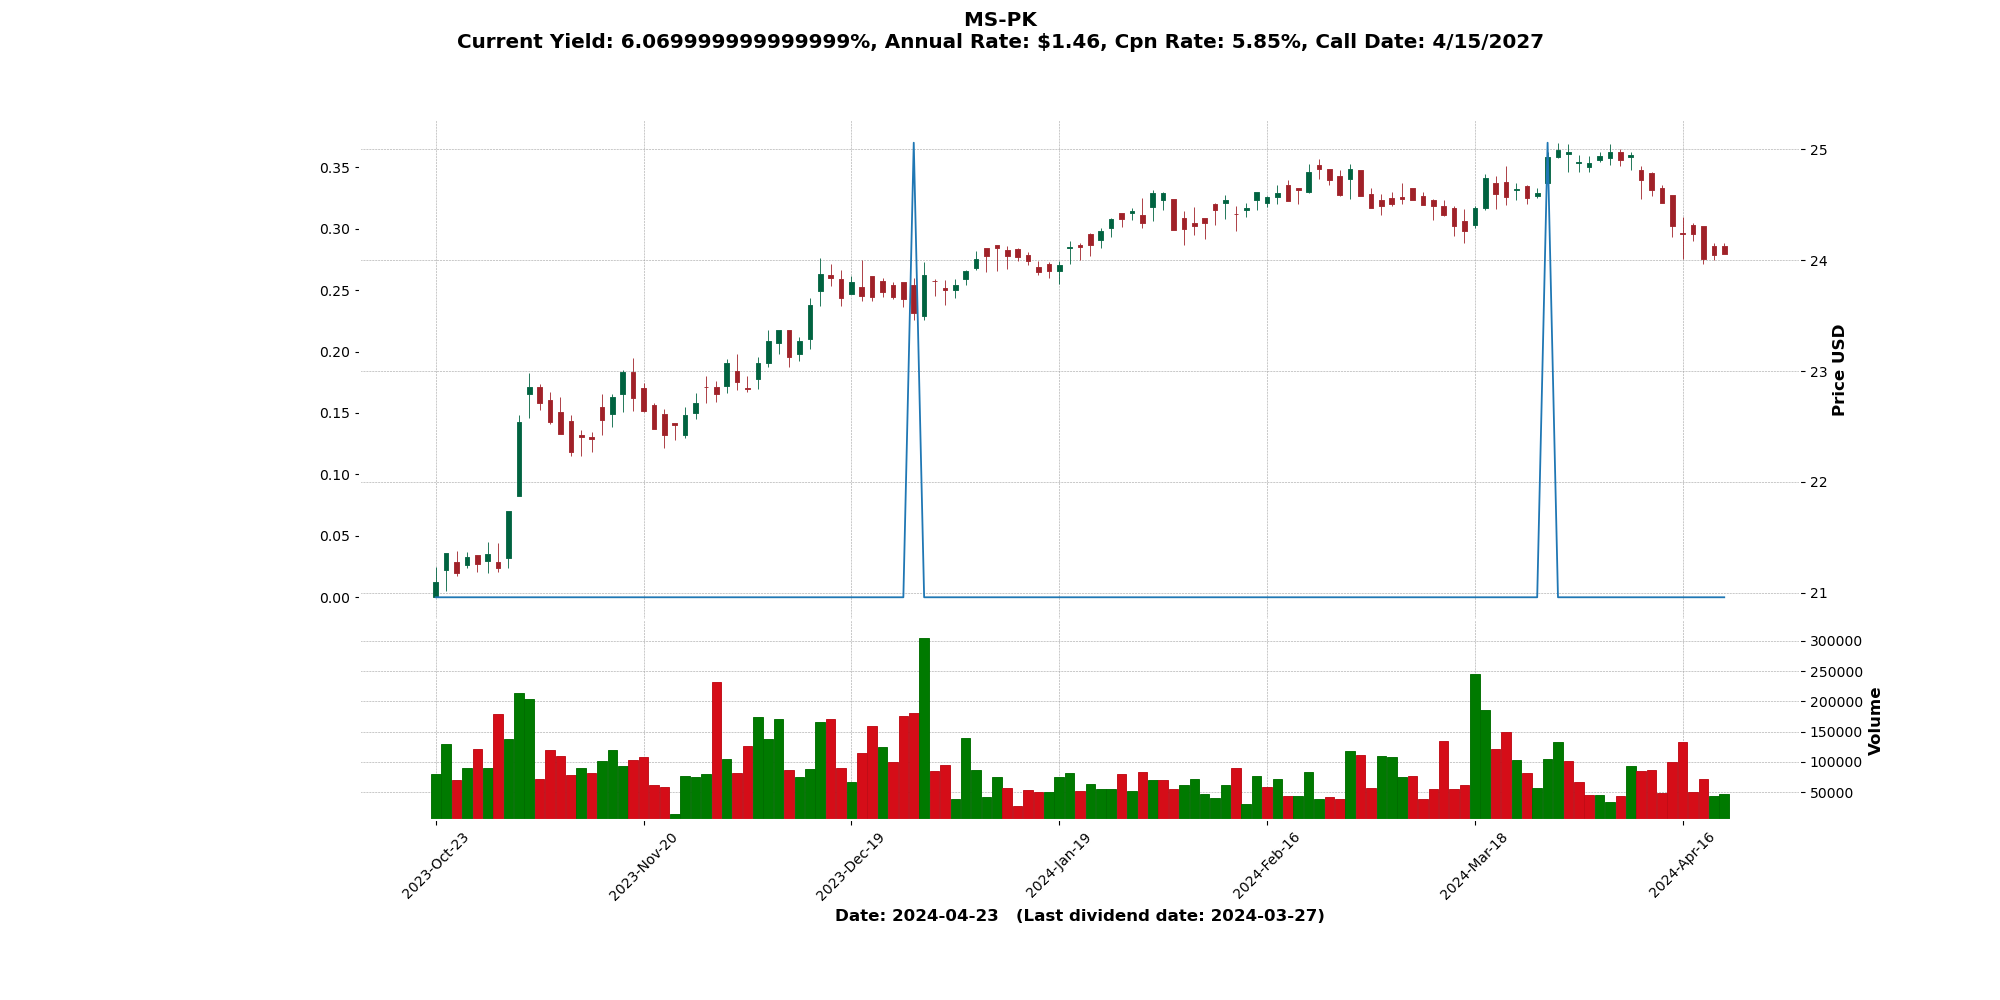 MS-PK
Current Yield: 6.069999999999999%, Annual Rate: $1.46, Cpn Rate: 5.85%, Call Date: 4/15/2027
0.35
0.30
0.25
0.20
0.15
0.10
0.05
0.00
25
24
23
22
21
Price USD
300000
250000
200000
150000
100000
50000
Volume
2023-Oct-23
2023-Nov-20
2023-Dec-19
2024-Jan-19
2024-Feb-16
2024-Mar-18
2024-Apr-16
Date: 2024-04-23 (Last dividend date: 2024-03-27)